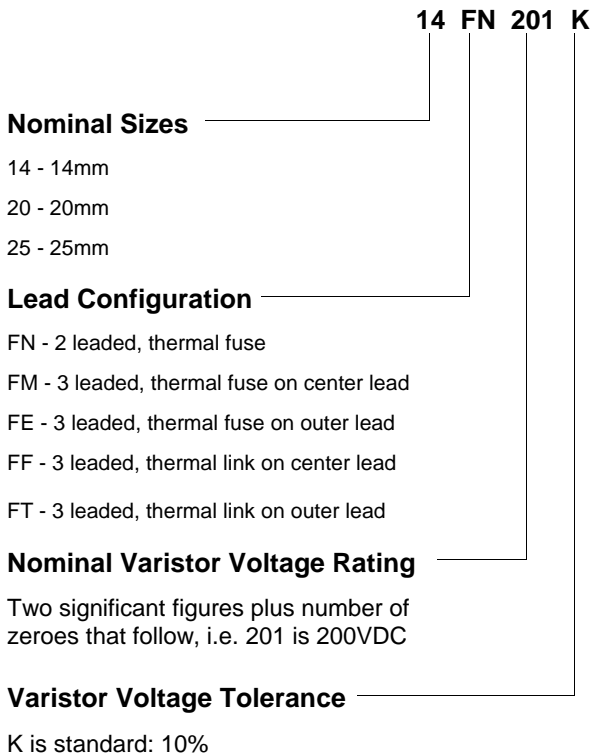 14 FN 201 K
Nominal Sizes
14 - 14mm
20 - 20mm
25 - 25mm
Lead Configuration
FN - 2 leaded, thermal fuse
FM - 3 leaded, thermal fuse on center lead
FE - 3 leaded, thermal fuse on outer lead
FF - 3 leaded, thermal link on center lead
FT - 3 leaded, thermal link on outer lead
Nominal Varistor Voltage Rating
Two significant figures plus number of
zeroes that follow, i.e. 201 is 200VDC
Varistor Voltage Tolerance
K is standard: 10%